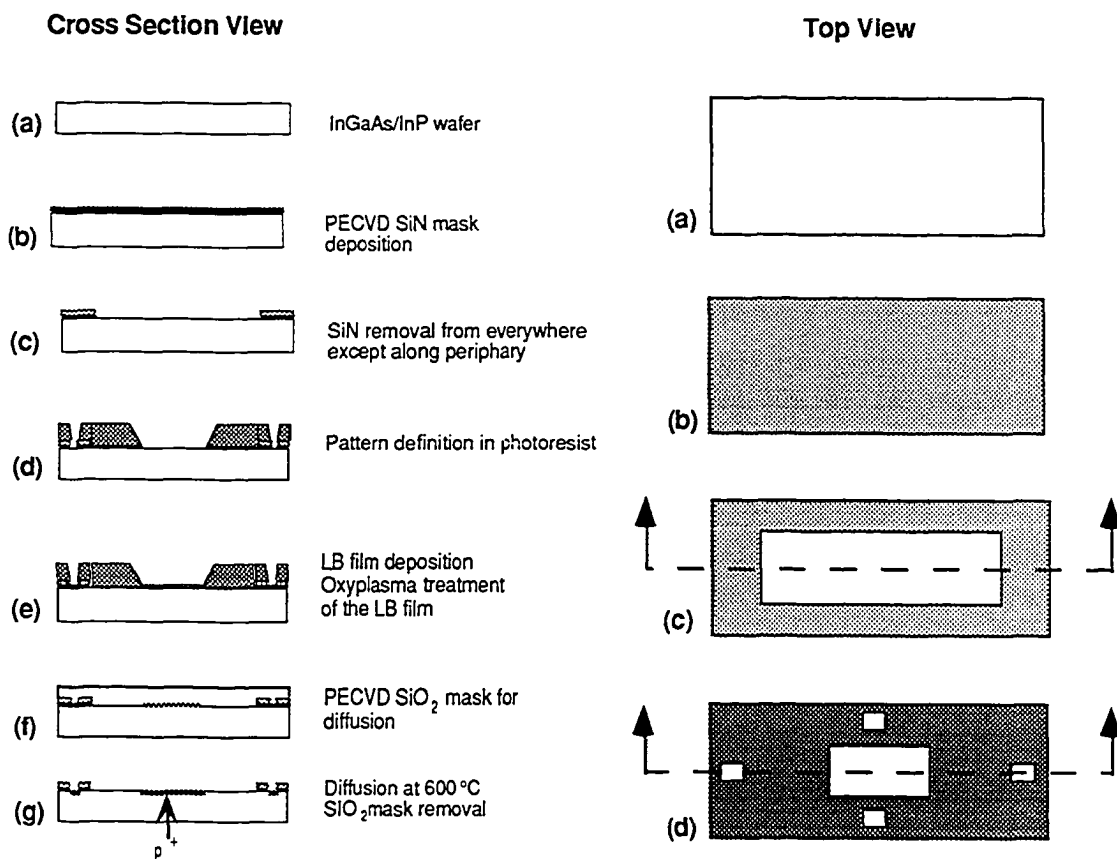 Cross Section View
(a)
InGaAs/InP wafer
(b)
PECVD SiN mask
deposition
(c)
SiN removal from everywhere
except along periphary
(d)
Pattern definition in photoresist
(e)
LB film deposition
Oxyplasma treatment
of the LB film
(f)
PECVD SiO₂ mask for
diffusion
(g)
Diffusion at 600 °C
SIO₂ mask removal
p⁺
Top View
(a)
(b)
(c)
(d)